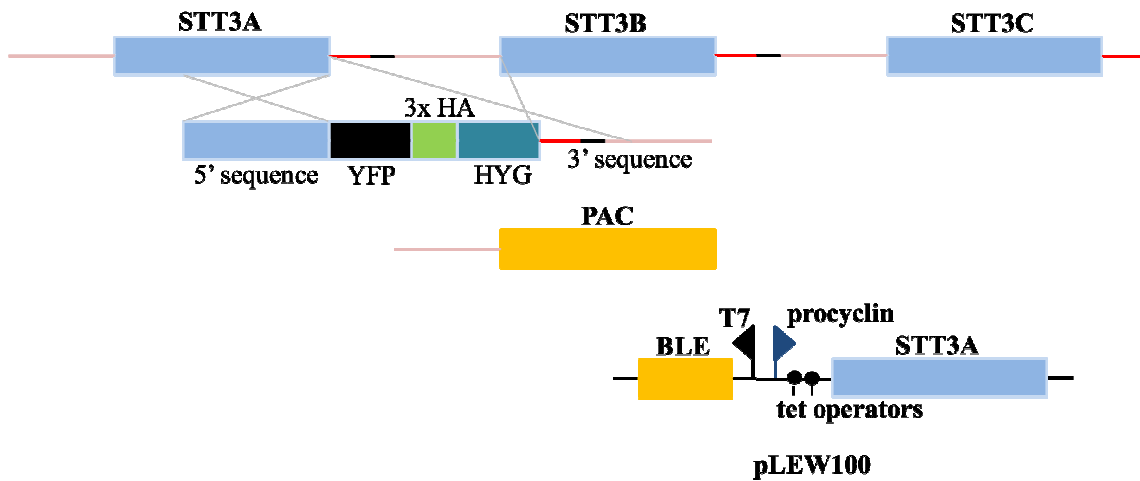 STT3A
STT3B
STT3C
3x HA
5’ sequence
YFP
HYG
3’ sequence
PAC
T7
procyclin
BLE
STT3A
tet operators
pLEW100